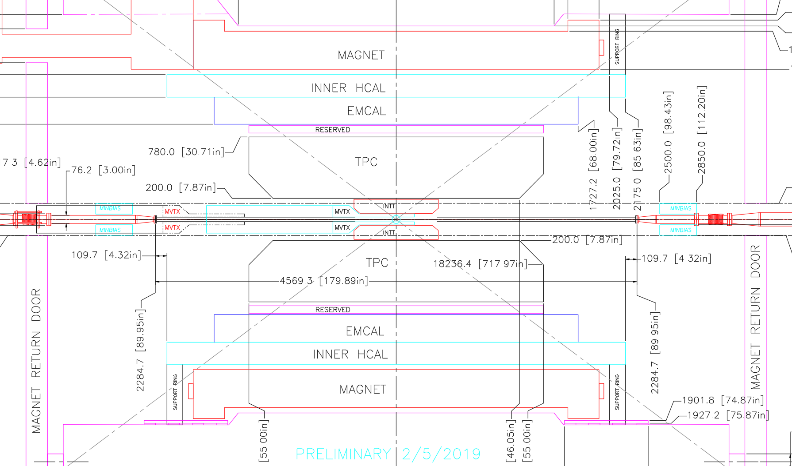 MAGNET
SUPPORT RING
INNER HCAL
EMCAL
RESERVED
780.0 [30.71in]
TPC
7 3 [4.62in]
76.2 [3.00in]
200.0 [7.87in]
1727.2 [68.00in]
2025.0 [79.72in]
2175.0 [85.63in]
2500.0 [98.43in]
2850.0 [112.20in]
INTT
MVTX
MVTX
MVTX
MVTX
INTT
200.0 [7.87in]
109.7 [4.32in]
TPC
18236.4 [717.97in]
109.7 [4.32in]
4569 3 [179.89in]
RESERVED
EMCAL
INNER HCAL
MAGNET
MAGNET RETURN DOOR
2284.7 [89.95in]
SUPPORT RING
SUPPORT RING
2284.7 [89.95in]
MAGNET RETURN DOOR
1901.8 [74.87in]
1927.2 [75.87in]
[55.00in]
[46.05in]
[55.00in]
PRELIMINARY 2/5/2019